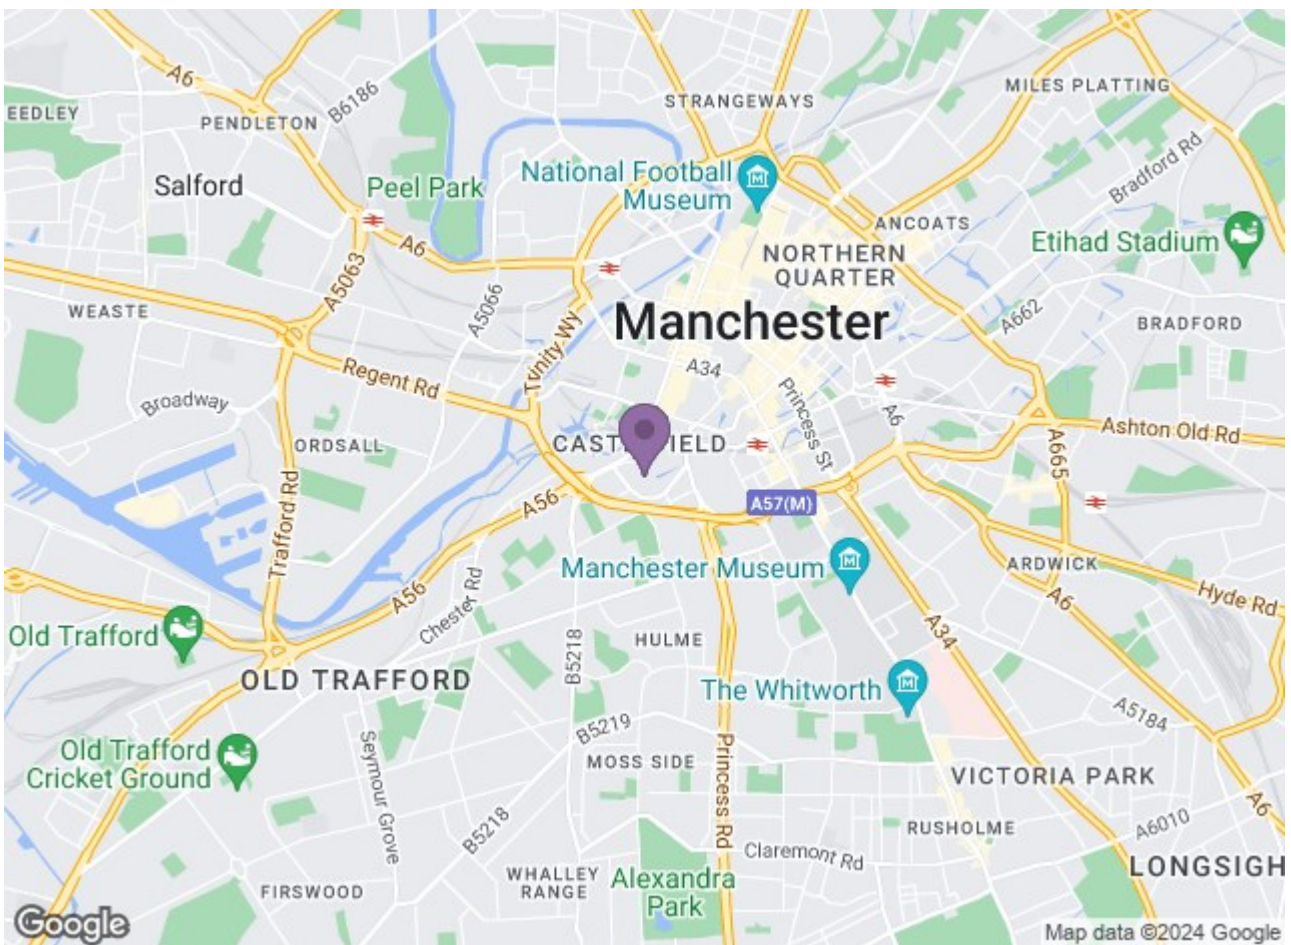 A6
EEDLEY
PENDLETON
B6186
STRANGEWAYS
MILES PLATTING
Salford
Peel Park
National Football
Museum
Bradford Rd
A6
ANCOATS
Etihad Stadium
NORTHERN
QUARTER
A5063
A5066
WEASTE
Trinity Wy
Manchester
A662
BRADFORD
Regent Rd
A34
Princess St
Broadway
A6
ORDSALL
Ashton Old Rd
A665
Trafford Rd
A56
A57(M)
Manchester Museum
ARDWICK
A56
Chester Rd
A6
Hyde Rd
Old Trafford
HULME
A34
B5218
OLD TRAFFORD
The Whitworth
A5184
B5219
Old Trafford
Cricket Ground
Seymour Grove
MOSS SIDE
Princess Rd
VICTORIA PARK
A6
B5218
RUSHOLME
A6010
Claremont Rd
LONGSIGH
WHALLEY
RANGE
Alexandra
Park
FIRSWOOD
Google
Map data ©2024 Google